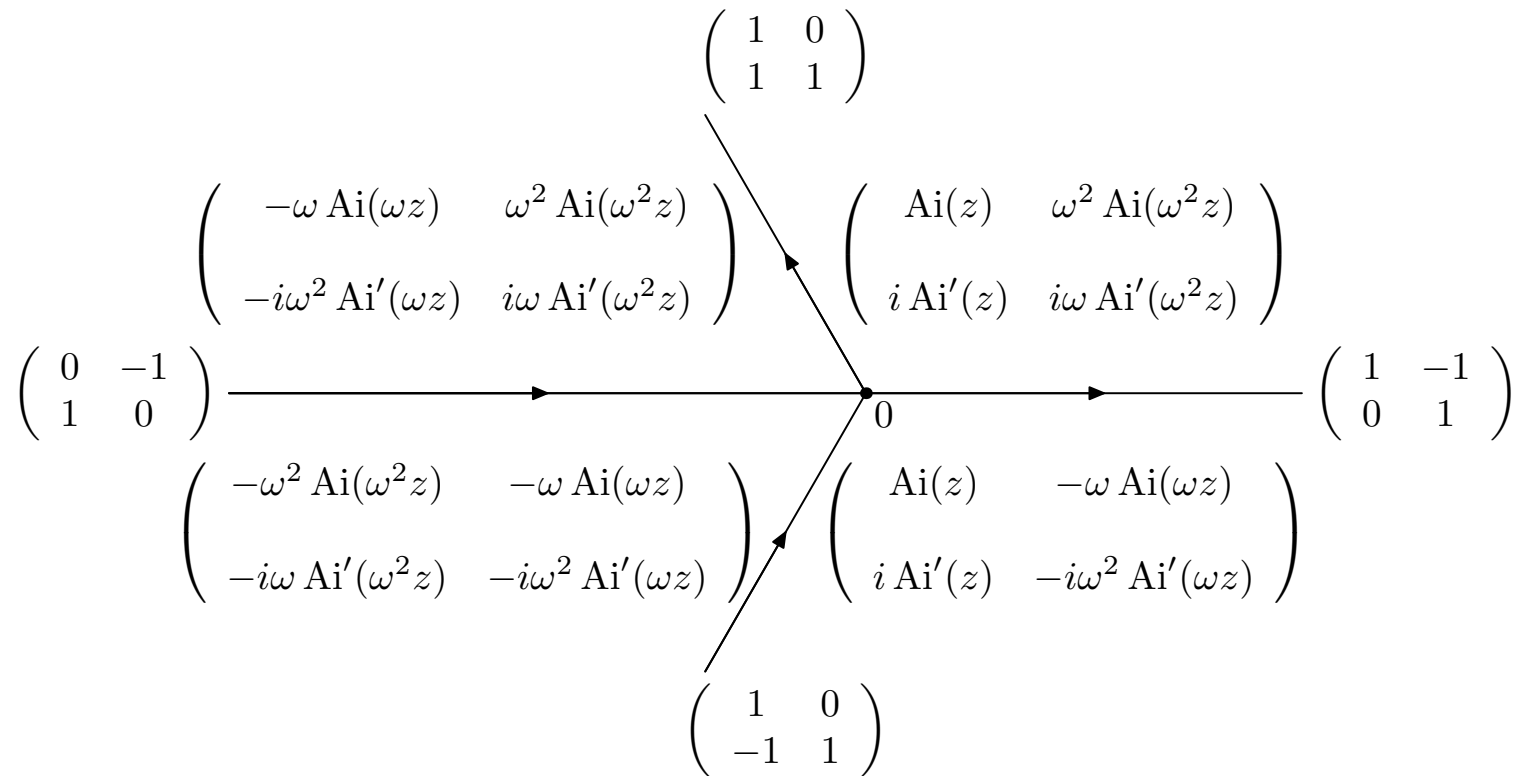 ( 1 0 )
( 1 1 )
( −ω Ai(ωz) ω² Ai(ω²z) )
( −iω² Ai′(ωz) iω Ai′(ω²z) )
( Ai(z) ω² Ai(ω²z) )
( i Ai′(z) iω Ai′(ω²z) )
( 0 −1 )
( 1 0 )
0
( 1 −1 )
( 0 1 )
( −ω² Ai(ω²z) −ω Ai(ωz) )
( −iω Ai′(ω²z) −iω² Ai′(ωz) )
( Ai(z) −ω Ai(ωz) )
( i Ai′(z) −iω² Ai′(ωz) )
( 1 0 )
( −1 1 )